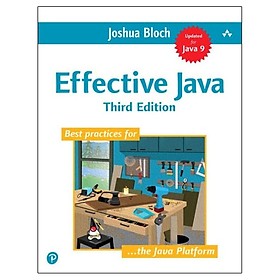 Joshua Bloch
Updated
for
Java 9
Effective Java
Third Edition
Best practices for
...the Java Platform
P